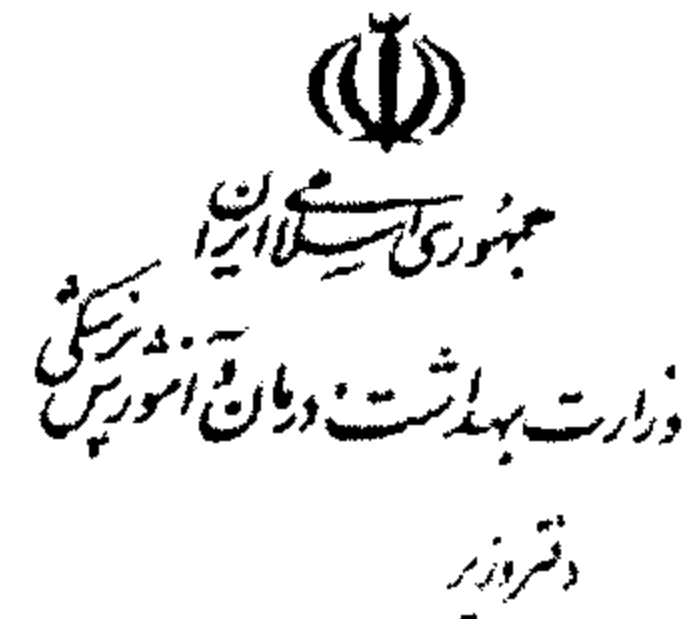 جمهوری اسلامی ایران
وزارت بهداشت، درمان و آموزش پزشکی
دفتر وزیر